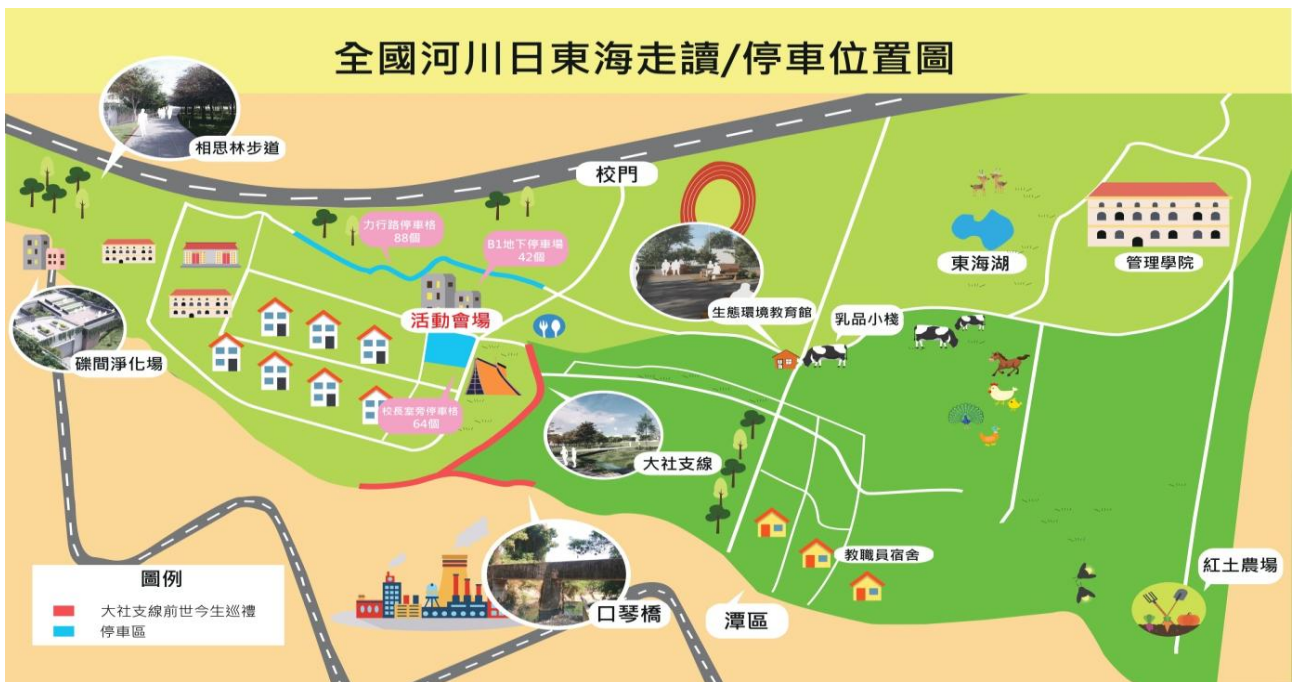 全國河川日東海走讀/停車位置圖
相思林步道
校門
力行路停車格
88個
B1地下停車場
42個
東海湖
管理學院
生態環境教育館
乳品小棧
活動會場
礫間淨化場
校長室旁停車格
64個
大社支線
教職員宿舍
紅土農場
口琴橋
潭區
圖例
大社支線前世今生巡禮
停車區